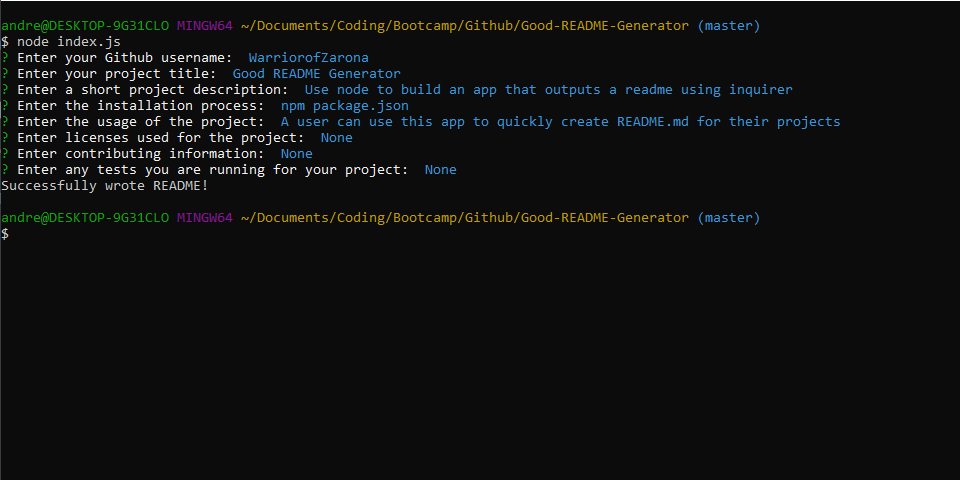 andre@DESKTOP-9G31CLO MINGW64 ~/Documents/Coding/Bootcamp/Github/Good-README-Generator (master)
$ node index.js
? Enter your Github username:  WarriorofZarona
? Enter your project title:  Good README Generator
? Enter a short project description:  Use node to build an app that outputs a readme using inquirer
? Enter the installation process:  npm package.json
? Enter the usage of the project:  A user can use this app to quickly create README.md for their projects
? Enter licenses used for the project:  None
? Enter contributing information:  None
? Enter any tests you are running for your project:  None
Successfully wrote README!
andre@DESKTOP-9G31CLO MINGW64 ~/Documents/Coding/Bootcamp/Github/Good-README-Generator (master)
$